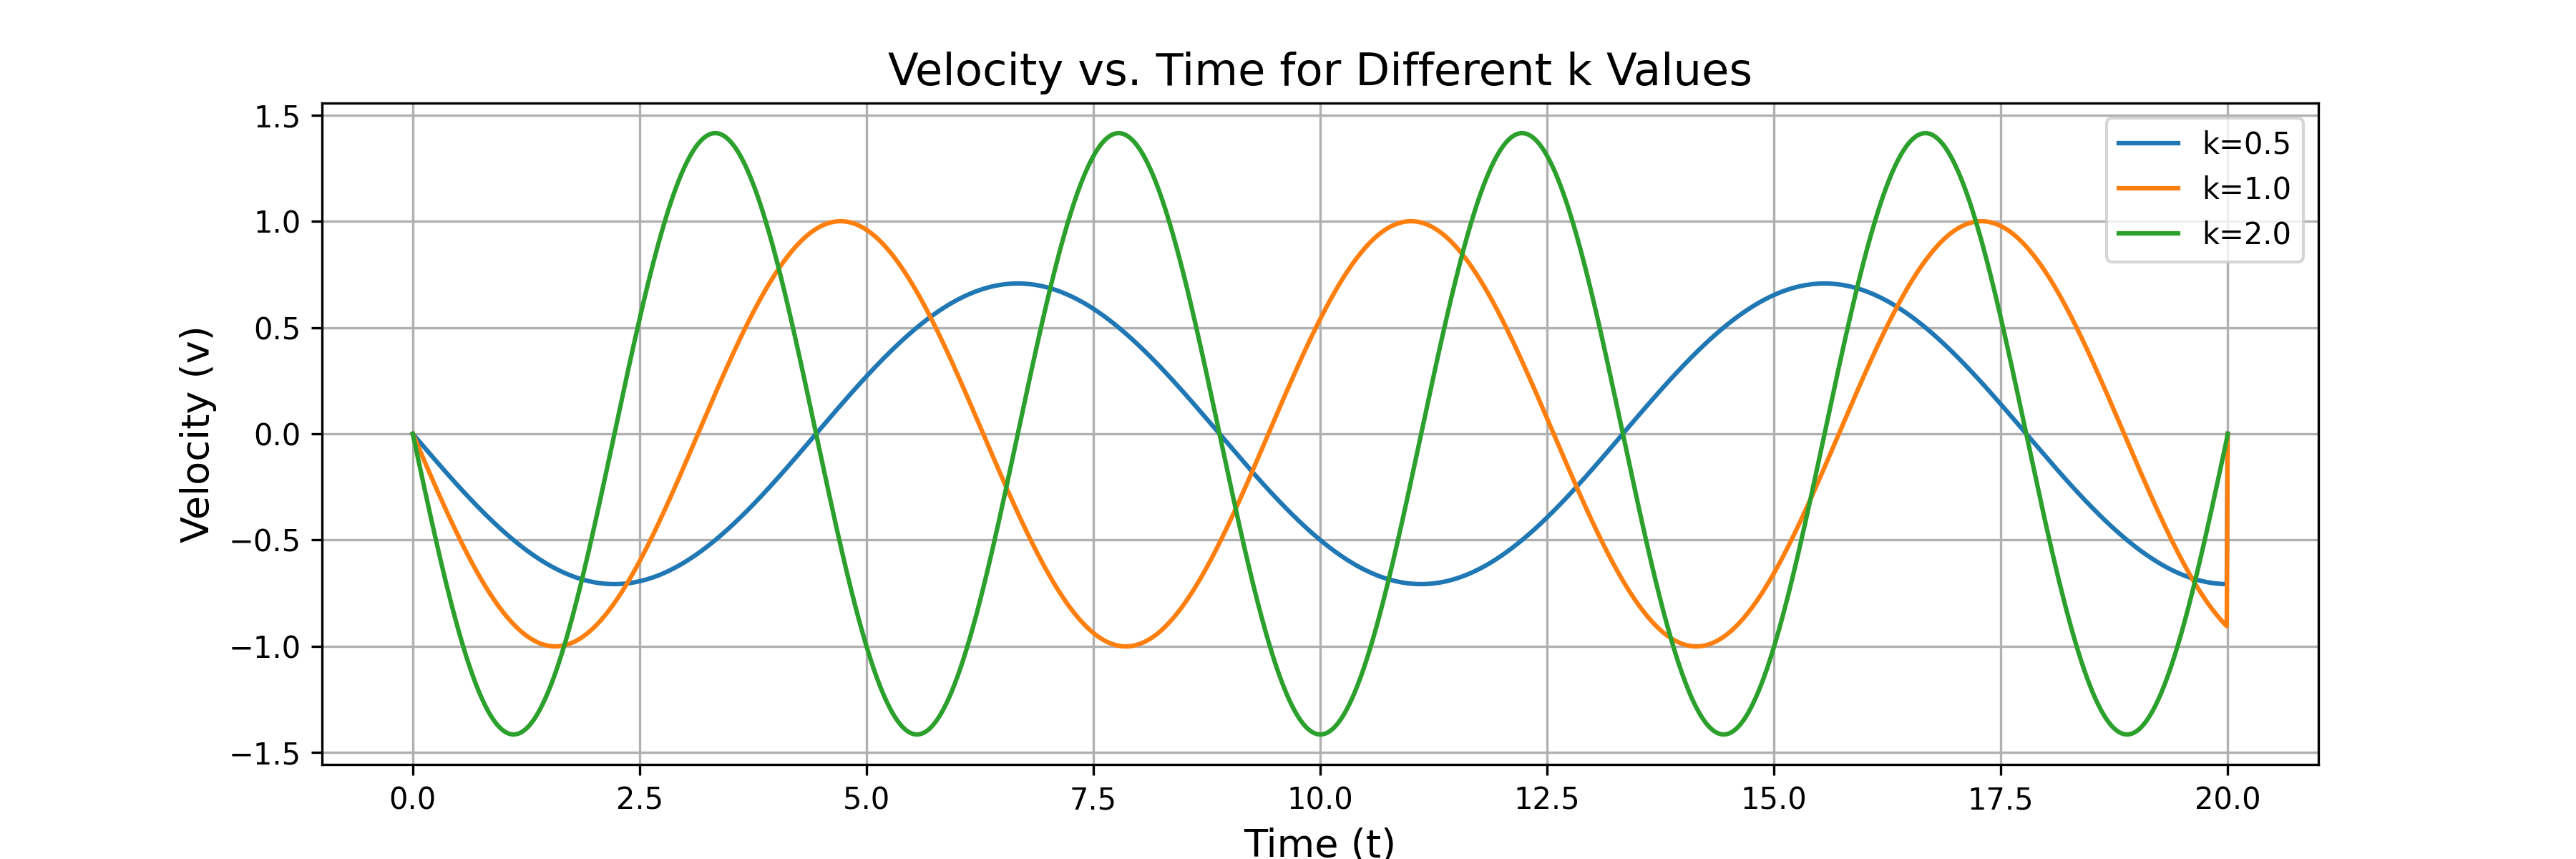 Velocity vs. Time for Different k Values
1.5
1.0
0.5
0.0
−0.5
−1.0
−1.5
Velocity (v)
k=0.5
k=1.0
k=2.0
0.0 2.5 5.0 7.5 10.0 12.5 15.0 17.5 20.0
Time (t)